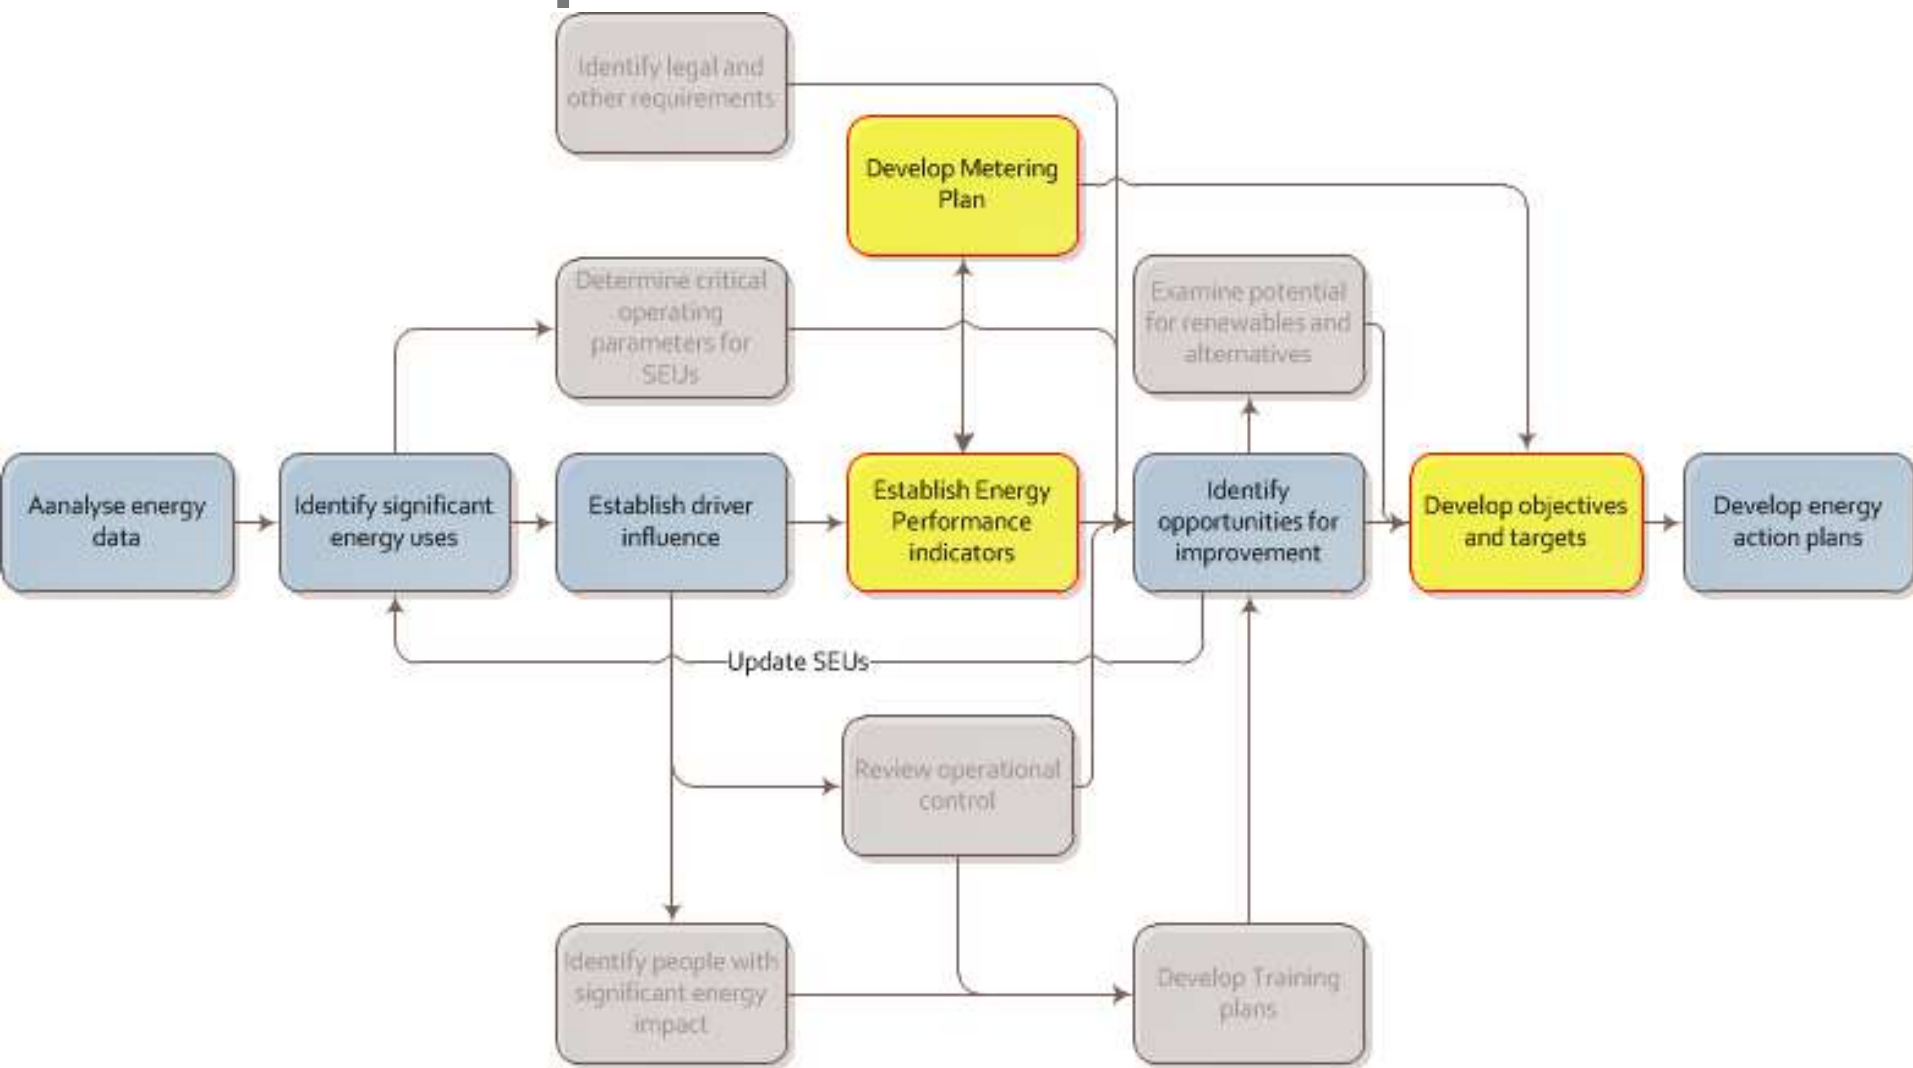 Identify legal and
other requirements
Develop Metering
Plan
Determine critical
operating
parameters for
SEUs
Examine potential
for renewables and
alternatives
Aanalyse energy
data
Identify significant
energy uses
Establish driver
influence
Establish Energy
Performance
indicators
Identify
opportunities for
improvement
Develop objectives
and targets
Develop energy
action plans
Update SEUs
Review operational
control
Identify people with
significant energy
impact
Develop Training
plans